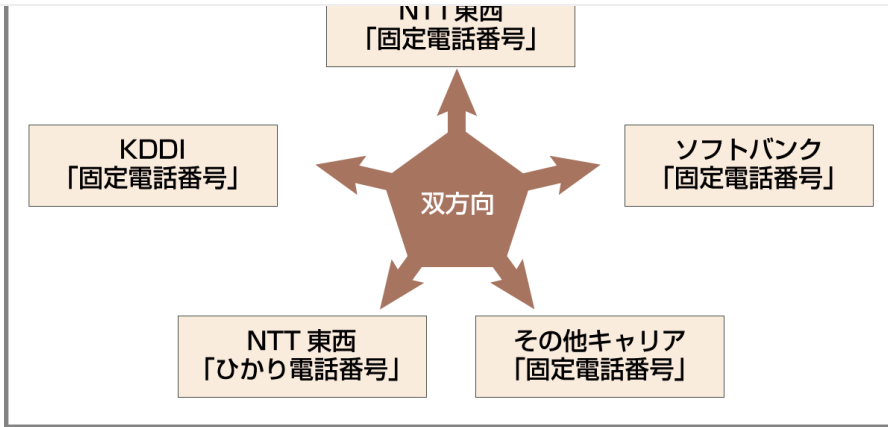 NTT東西
「固定電話番号」
KDDI
「固定電話番号」
ソフトバンク
「固定電話番号」
双方向
NTT 東西
「ひかり電話番号」
その他キャリア
「固定電話番号」